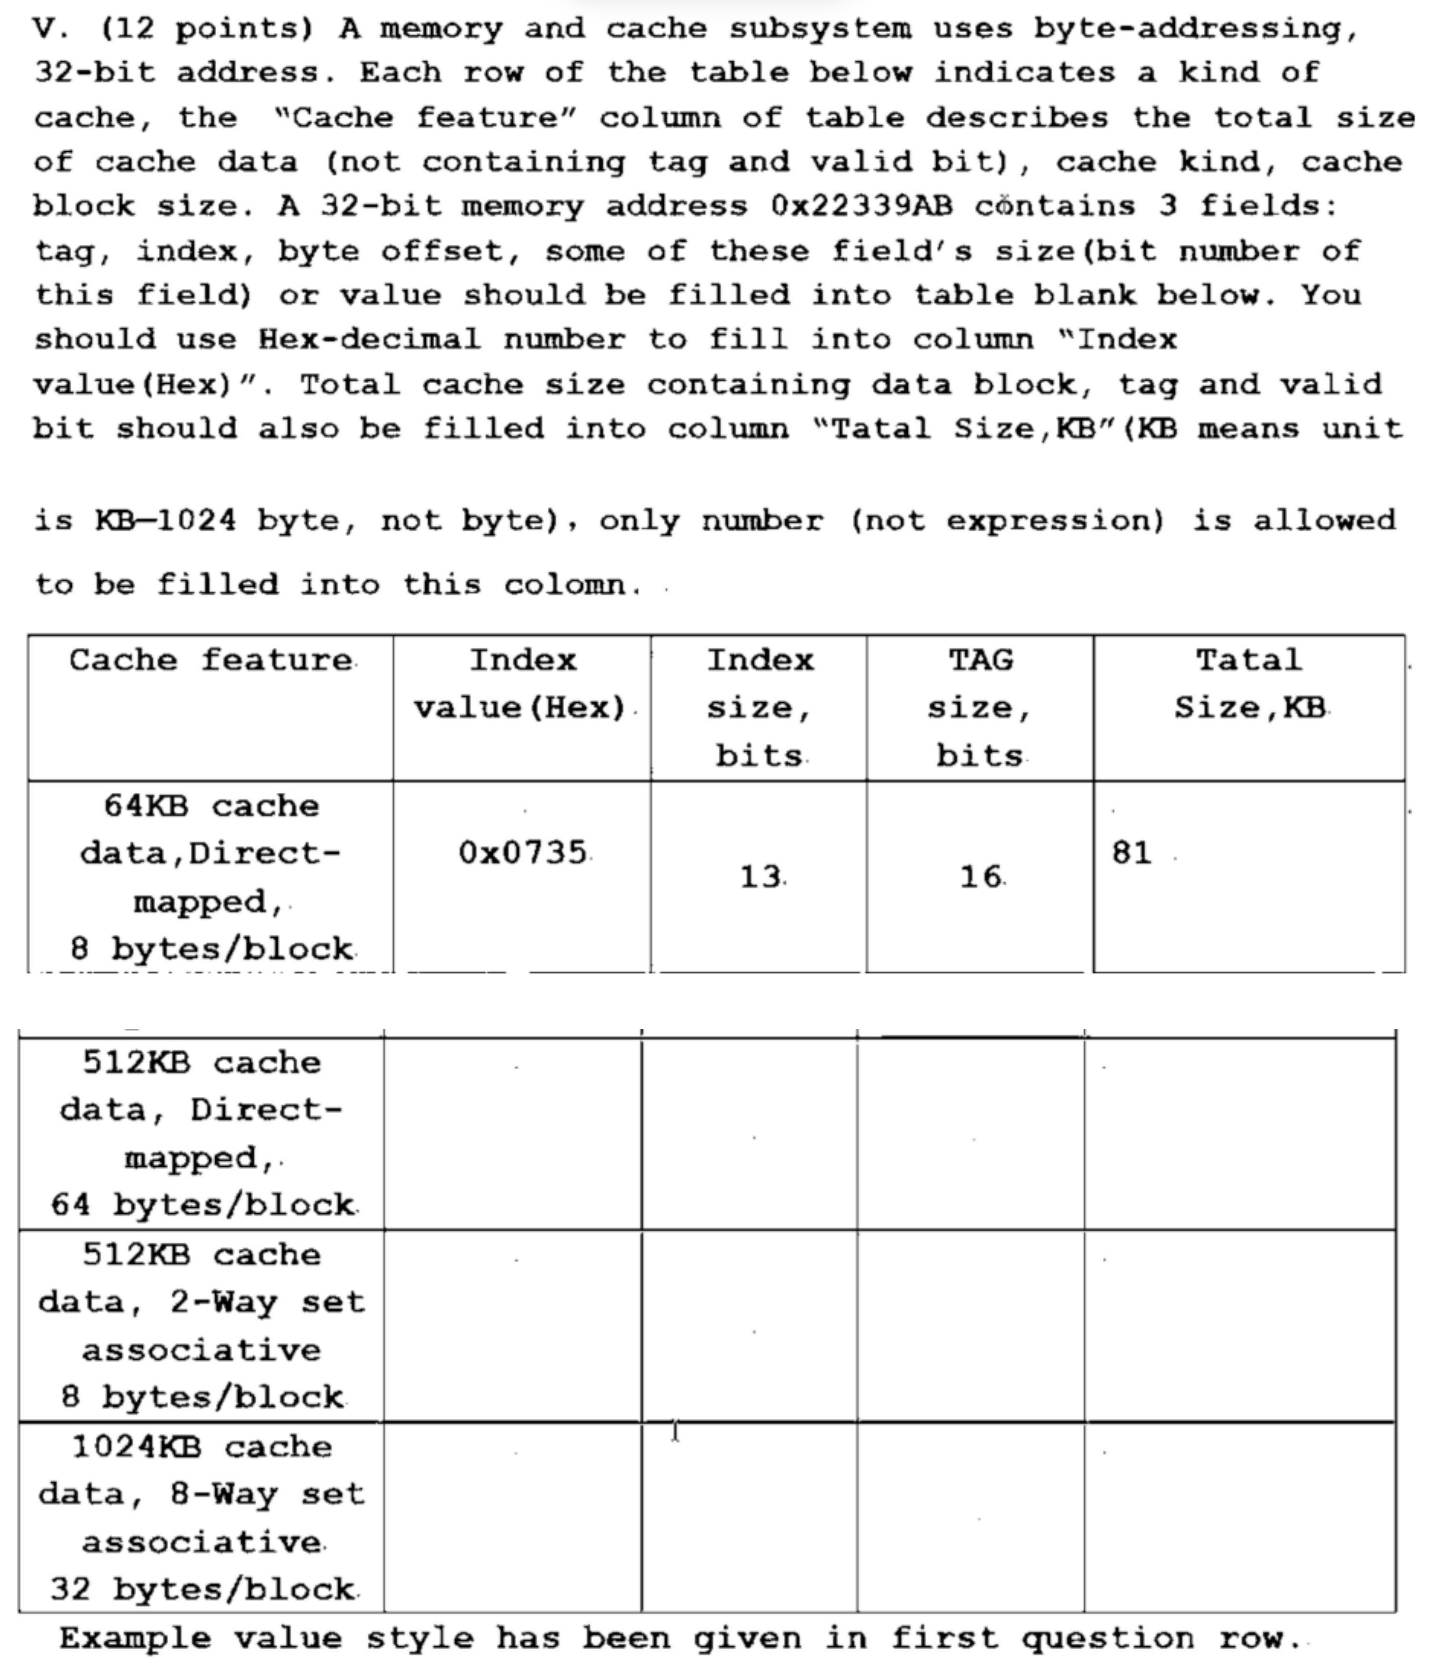 V. (12 points) A memory and cache subsystem uses byte-addressing,
32-bit address. Each row of the table below indicates a kind of
cache, the "Cache feature" column of table describes the total size
of cache data (not containing tag and valid bit), cache kind, cache
block size. A 32-bit memory address 0x22339AB contains 3 fields:
tag, index, byte offset, some of these field's size(bit number of
this field) or value should be filled into table blank below. You
should use Hex-decimal number to fill into column "Index
value(Hex)". Total cache size containing data block, tag and valid
bit should also be filled into column "Tatal Size,KB"(KB means unit
is KB—1024 byte, not byte), only number (not expression) is allowed
to be filled into this colomn.
Cache feature
Index
value(Hex)
Index
size,
bits
TAG
size,
bits
Tatal
Size,KB
64KB cache
data,Direct-
mapped,
8 bytes/block
0x0735
13
16
81
512KB cache
data, Direct-
mapped,
64 bytes/block
512KB cache
data, 2-Way set
associative
8 bytes/block
1024KB cache
data, 8-Way set
associative
32 bytes/block
Example value style has been given in first question row.